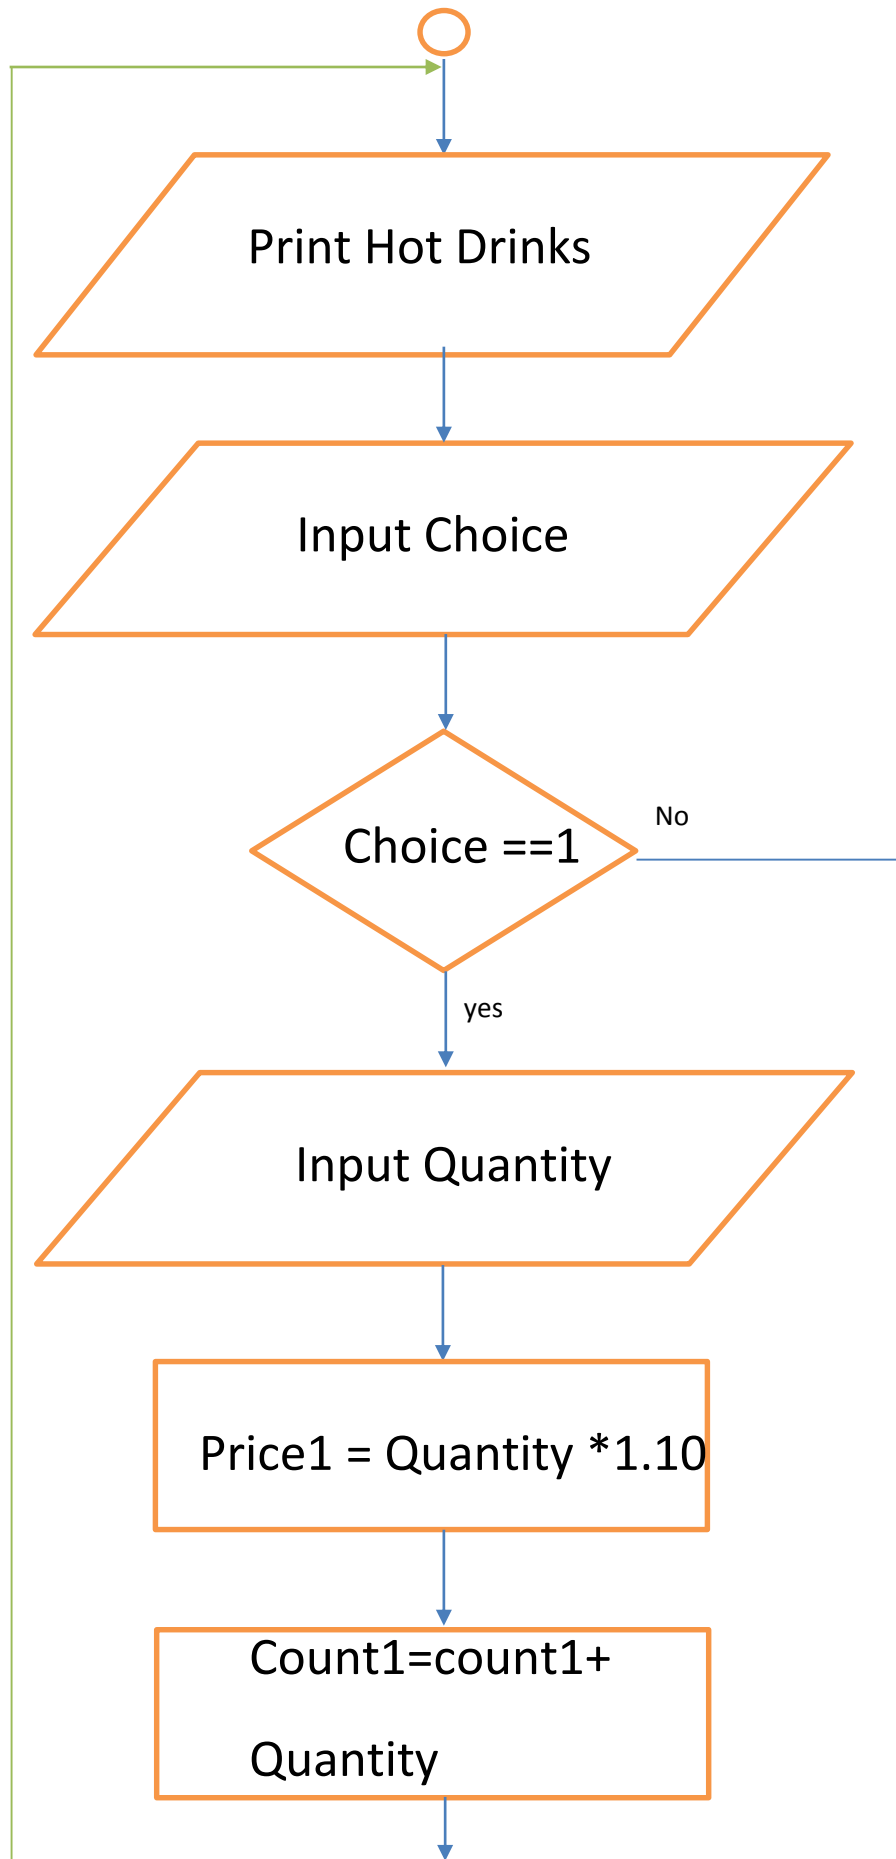 Print Hot Drinks
Input Choice
Choice ==1
No
yes
Input Quantity
Price1 = Quantity *1.10
Count1=count1+
Quantity